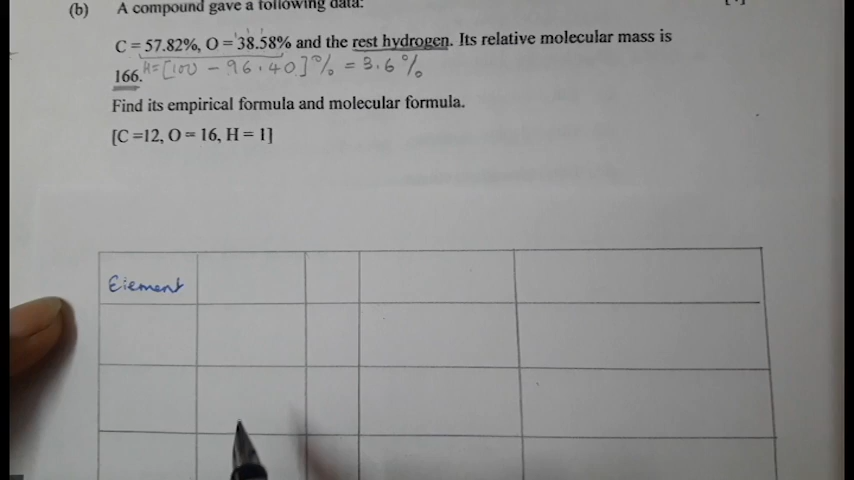 (b) A compound gave a following data:
C = 57.82%, O = 38.58% and the rest hydrogen. Its relative molecular mass is
166. H = [100 - 96.40]% = 3.6%
Find its empirical formula and molecular formula.
[C =12, O = 16, H = 1]
Element